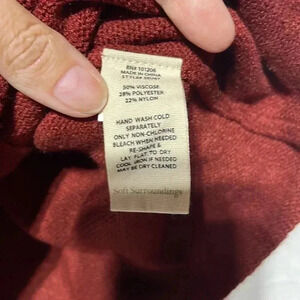 RN# 101206
MADE IN CHINA
STYLE#
50% VISCOSE
28% POLYESTER
22% NYLON
HAND WASH COLD
SEPARATELY
ONLY NON-CHLORINE
BLEACH WHEN NEEDED
RE-SHAPE &
LAY FLAT TO DRY
COOL IRON IF NEEDED
MAY BE DRY CLEANED
Soft Surroundings